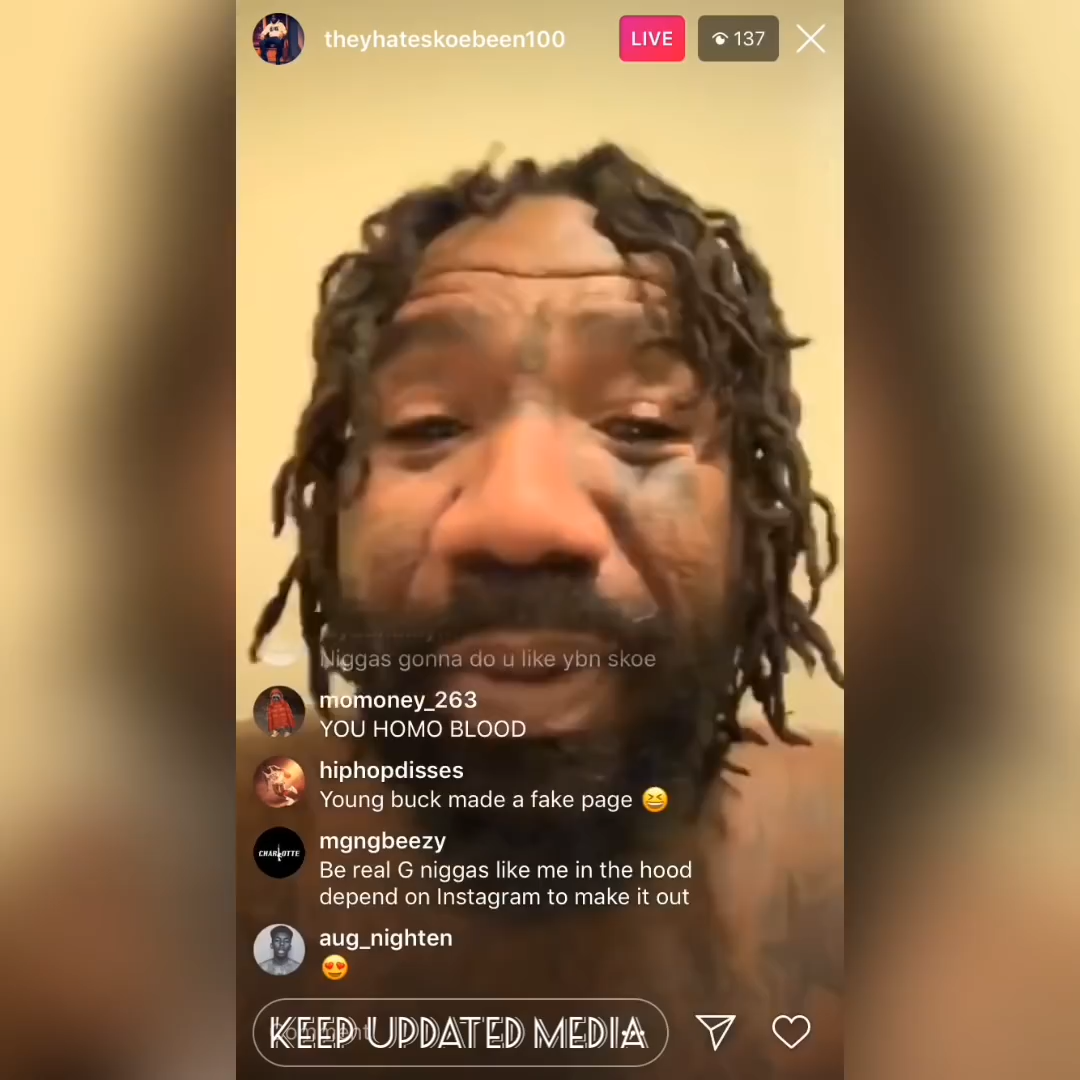 theyhateskoebeen100
LIVE
137
Niggas gonna do u like ybn skoe
momoney_263
YOU HOMO BLOOD
hiphopdisses
Young buck made a fake page 😆
CHARLOTTE
mgngbeezy
Be real G niggas like me in the hood
depend on Instagram to make it out
aug_nighten
😍
Comment
KEEP UPDATED MEDIA